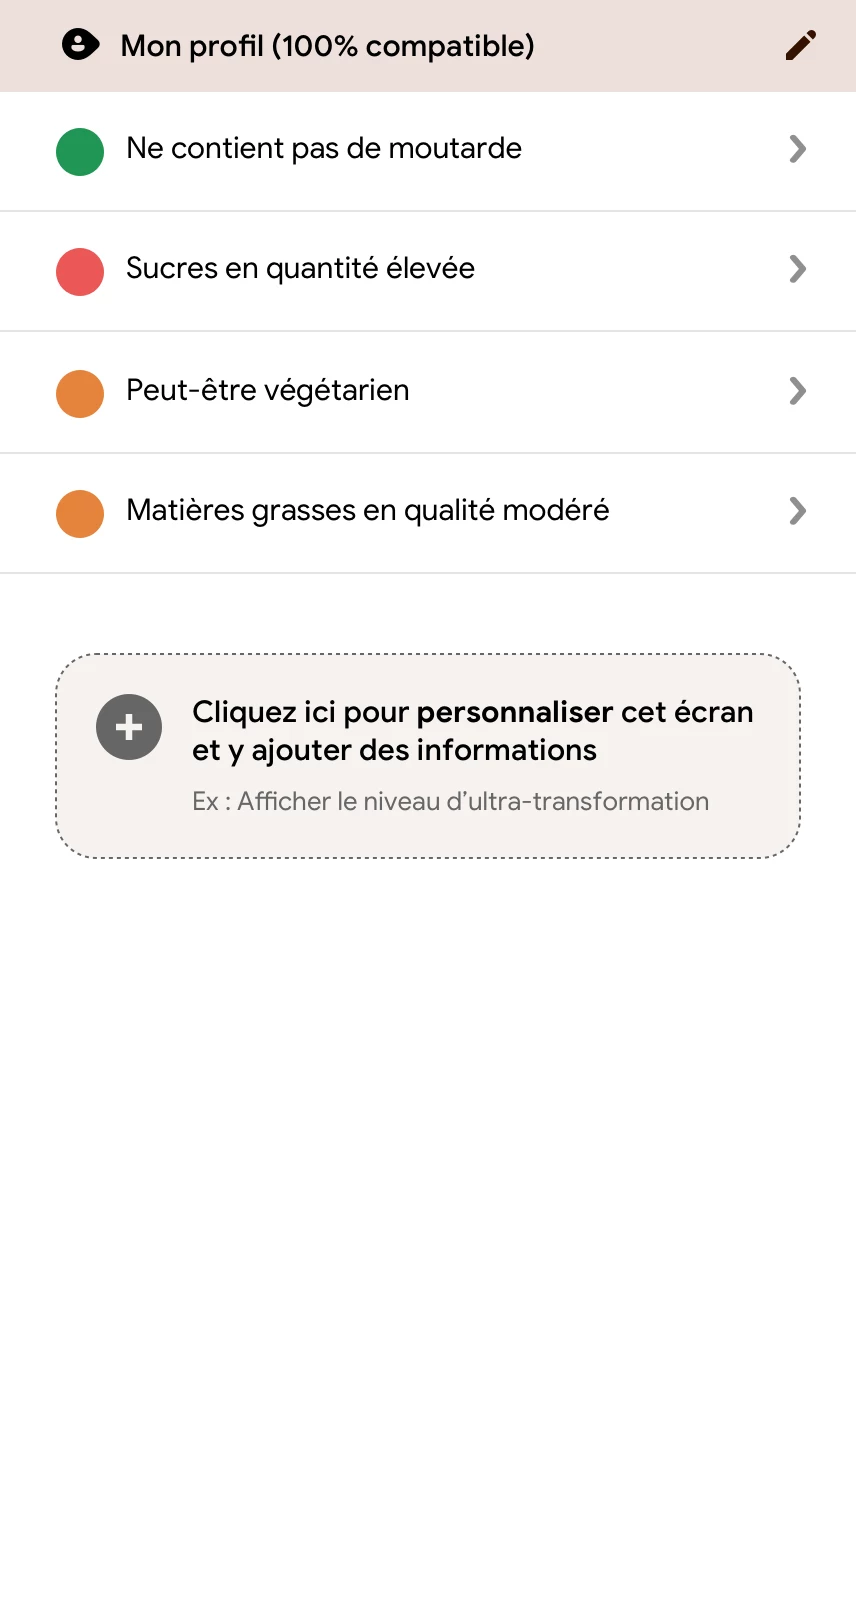 Mon profil (100% compatible)
Ne contient pas de moutarde
Sucres en quantité élevée
Peut-être végétarien
Matières grasses en qualité modéré
Cliquez ici pour personnaliser cet écran
et y ajouter des informations
Ex : Afficher le niveau d’ultra-transformation